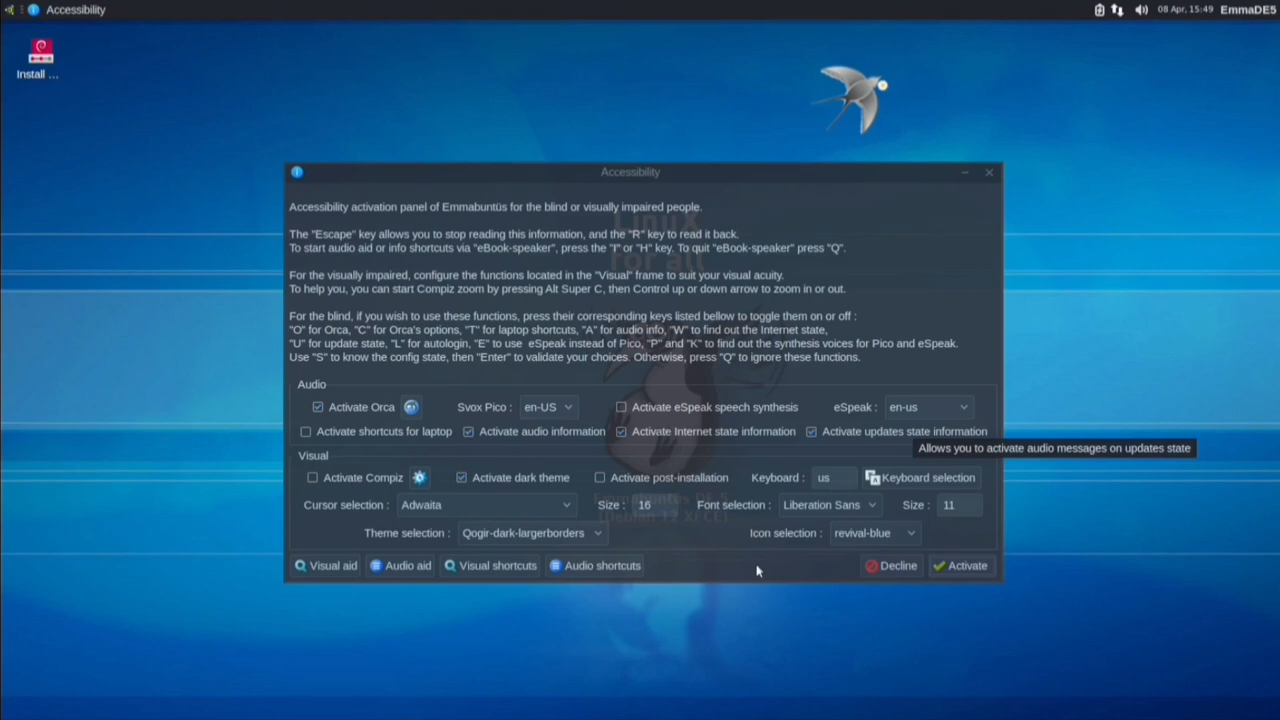 Accessibility
08 Apr, 15:49 EmmaDE5
Install ...
Accessibility
Accessibility activation panel of Emmabuntüs for the blind or visually impaired people.
The "Escape" key allows you to stop reading this information, and the "R" key to read it back.
To start audio aid or info shortcuts via "eBook-speaker", press the "I" or "H" key. To quit "eBook-speaker" press "Q".
For the visually impaired, configure the functions located in the "Visual" frame to suit your visual acuity.
To help you, you can start Compiz zoom by pressing Alt Super C, then Control up or down arrow to zoom in or out.
For the blind, if you wish to use these functions, press their corresponding keys listed bellow to toggle them on or off :
"O" for Orca, "C" for Orca's options, "T" for laptop shortcuts, "A" for audio info, "W" to find out the Internet state,
"U" for update state, "L" for autologin, "E" to use  eSpeak instead of Pico, "P" and "K" to find out the synthesis voices for Pico and eSpeak.
Use "S" to know the config state, then "Enter" to validate your choices. Otherwise, press "Q" to ignore these functions.
Linux
for all
Audio
Activate Orca Svox Pico : en-US Activate eSpeak speech synthesis eSpeak : en-us
Activate shortcuts for laptop Activate audio information Activate Internet state information Activate updates state information
Allows you to activate audio messages on updates state
Visual
Activate Compiz Activate dark theme Activate post-installation Keyboard : us Keyboard selection
Emmabuntüs DE 5
Cursor selection : Adwaita Size : 16 Font selection : Liberation Sans Size : 11
[Debian 12 XFCE]
Theme selection : Qogir-dark-largerborders Icon selection : revival-blue
Visual aid Audio aid Visual shortcuts Audio shortcuts Decline Activate